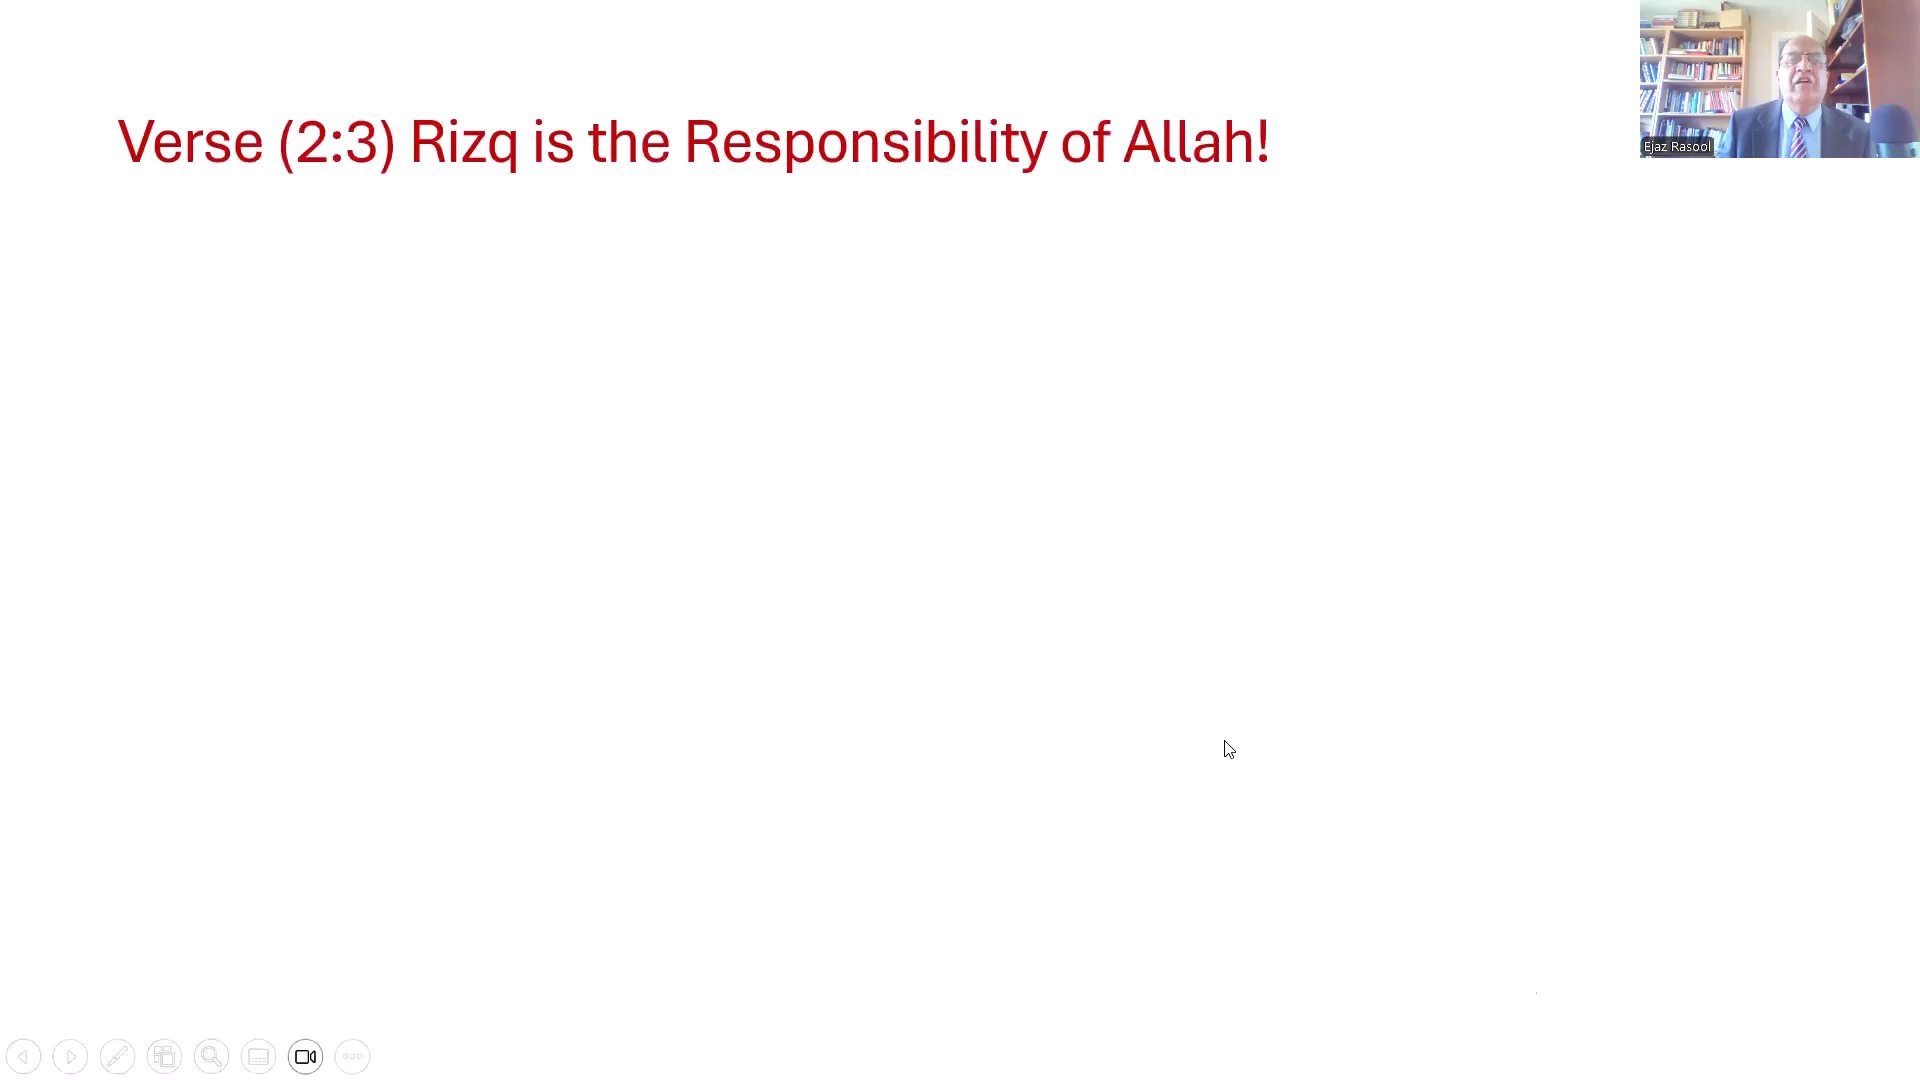 Verse (2:3) Rizq is the Responsibility of Allah!
Ejaz Rasool